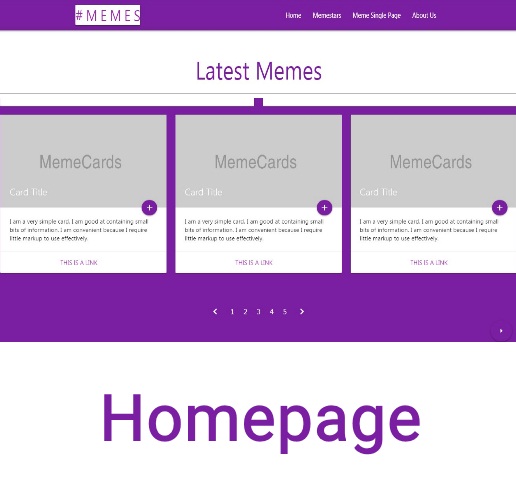 #MEMES
Home Memestars Meme Single Page About Us
Latest Memes
MemeCards MemeCards MemeCards
Card Title Card Title Card Title
+ + +
I am a very simple card. I am good at containing small
bits of information. I am convenient because I require
little markup to use effectively.
I am a very simple card. I am good at containing small
bits of information. I am convenient because I require
little markup to use effectively.
I am a very simple card. I am good at containing small
bits of information. I am convenient because I require
little markup to use effectively.
THIS IS A LINK THIS IS A LINK THIS IS A LINK
1 2 3 4 5
Homepage